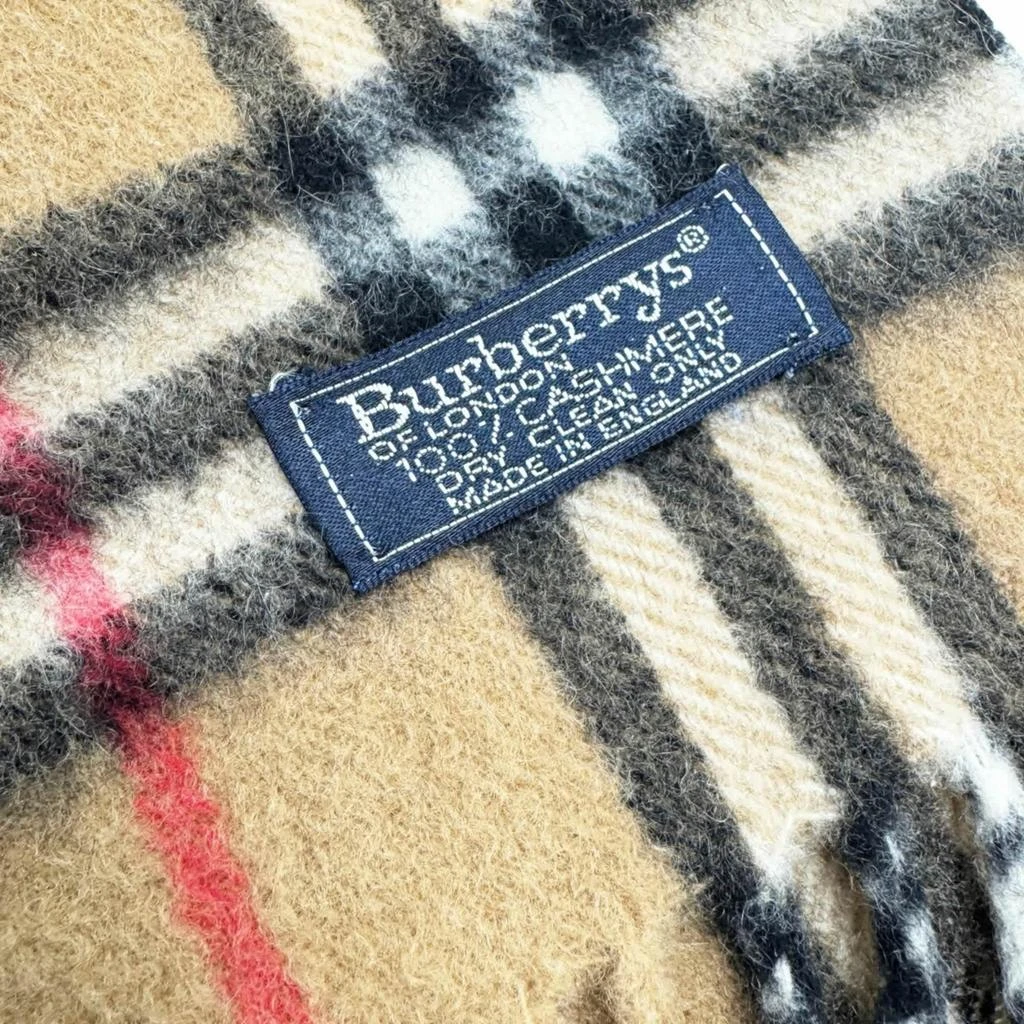 Burberrys®
OF LONDON
100% CASHMERE
DRY CLEAN ONLY
MADE IN ENGLAND